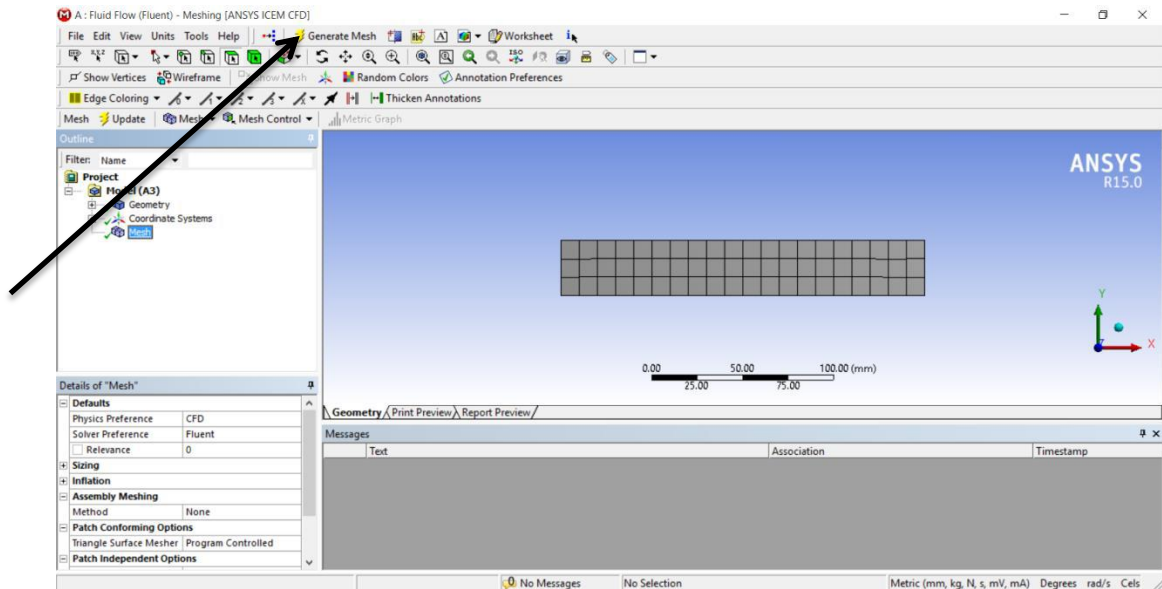 A : Fluid Flow (Fluent) - Meshing [ANSYS ICEM CFD]
File Edit View Units Tools Help Generate Mesh A Worksheet i
ISO
Show Vertices Wireframe Show Mesh Random Colors Annotation Preferences
Edge Coloring Thicken Annotations
Mesh Update Mesh Mesh Control Metric Graph
Outline
Filter: Name
Project
Model (A3)
Geometry
Coordinate Systems
Mesh
ANSYS
R15.0
Y
X
Z
0.00 50.00 100.00 (mm)
25.00 75.00
Geometry Print Preview Report Preview
Details of "Mesh"
Defaults
Physics Preference CFD
Solver Preference Fluent
Relevance 0
Sizing
Inflation
Assembly Meshing
Method None
Patch Conforming Options
Triangle Surface Mesher Program Controlled
Patch Independent Options
Messages
Text Association Timestamp
0 No Messages No Selection Metric (mm, kg, N, s, mV, mA) Degrees rad/s Cels